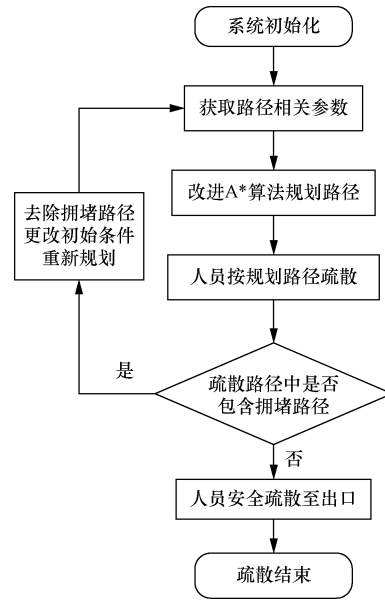 系统初始化
获取路径相关参数
改进A*算法规划路径
去除拥堵路径
更改初始条件
重新规划
人员按规划路径疏散
疏散路径中是否
包含拥堵路径
是
否
人员安全疏散至出口
疏散结束